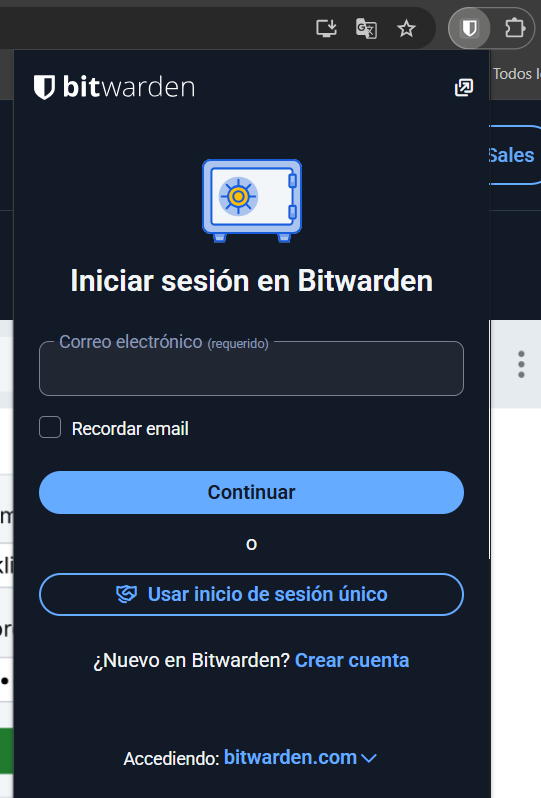 bitwarden
Todos l
Sales
Iniciar sesión en Bitwarden
Correo electrónico (requerido)
Recordar email
Continuar
o
Usar inicio de sesión único
¿Nuevo en Bitwarden? Crear cuenta
Accediendo: bitwarden.com